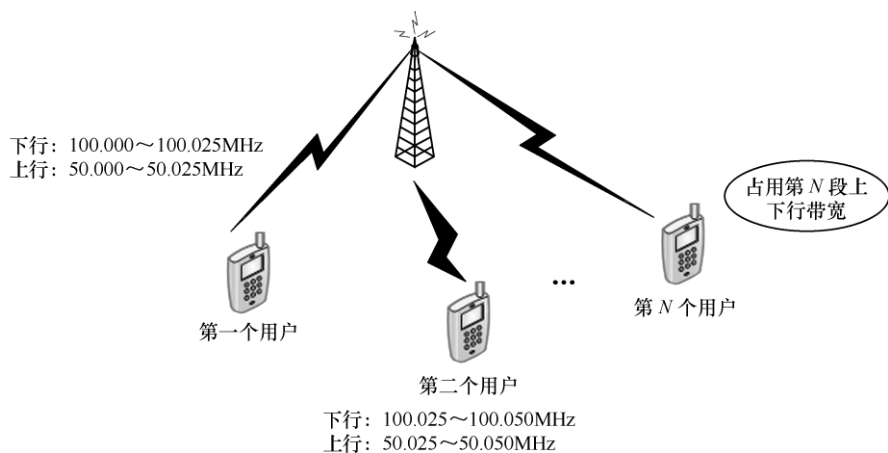 下行：100.000～100.025MHz
上行：50.000～50.025MHz
占用第 N 段上
下行带宽
…
第一个用户
第 N 个用户
第二个用户
下行：100.025～100.050MHz
上行：50.025～50.050MHz